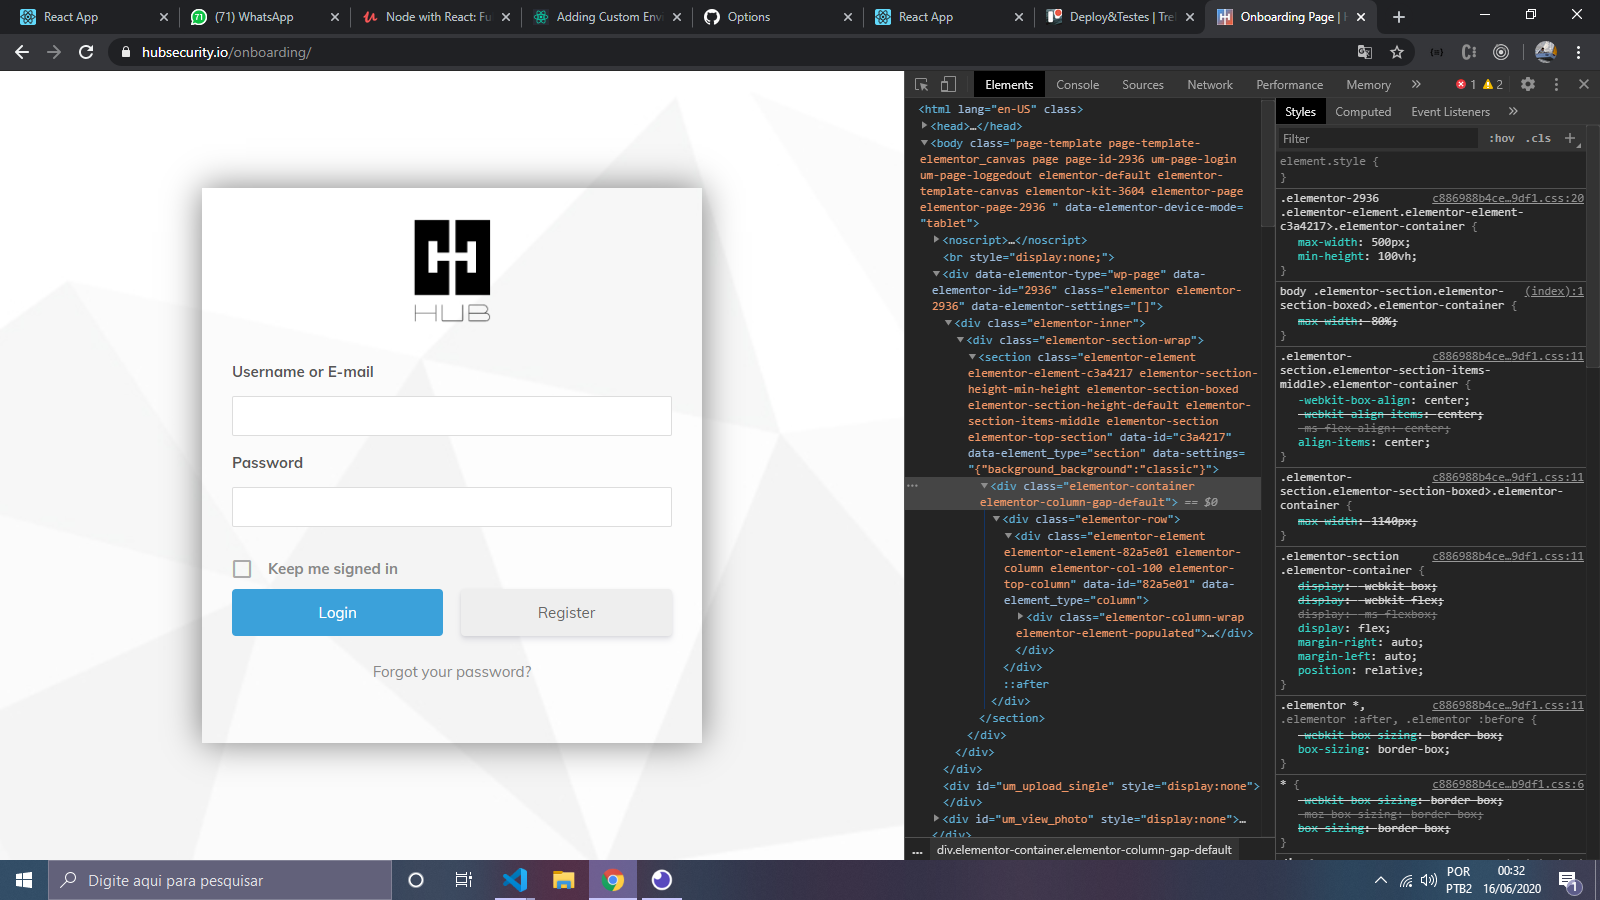 React App
(71) WhatsApp
Node with React: Fu
Adding Custom Envi
Options
React App
Deploy&Testes | Trel
Onboarding Page | H
hubsecurity.io/onboarding/
Elements Console Sources Network Performance Memory » 1 2
<html lang="en-US" class>
<head>…</head>
<body class="page-template page-template-
elementor_canvas page page-id-2936 um-page-login
um-page-loggedout elementor-default elementor-
template-canvas elementor-kit-3604 elementor-page
elementor-page-2936 " data-elementor-device-mode=
"tablet">
<noscript>…</noscript>
<br style="display:none;">
<div data-elementor-type="wp-page" data-
elementor-id="2936" class="elementor elementor-
2936" data-elementor-settings="[]">
<div class="elementor-inner">
<div class="elementor-section-wrap">
<section class="elementor-element
elementor-element-c3a4217 elementor-section-
height-min-height elementor-section-boxed
elementor-section-height-default elementor-
section-items-middle elementor-section
elementor-top-section" data-id="c3a4217"
data-element_type="section" data-settings=
"{"background_background":"classic"}">
… <div class="elementor-container
elementor-column-gap-default"> == $0
<div class="elementor-row">
<div class="elementor-element
elementor-element-82a5e01 elementor-
column elementor-col-100 elementor-
top-column" data-id="82a5e01" data-
element_type="column">
<div class="elementor-column-wrap
elementor-element-populated">…</div>
</div>
</div>
::after
</div>
</section>
</div>
</div>
</div>
<div id="um_upload_single" style="display:none">
</div>
<div id="um_view_photo" style="display:none">…
</div>
... div.elementor-container.elementor-column-gap-default
Styles Computed Event Listeners »
Filter :hov .cls +
element.style {
}
.elementor-2936 c886988b4ce…9df1.css:20
.elementor-element.elementor-element-
c3a4217>.elementor-container {
max-width: 500px;
min-height: 100vh;
}
body .elementor-section.elementor- (index):1
section-boxed>.elementor-container {
max-width: 80%;
}
.elementor- c886988b4ce…9df1.css:11
section.elementor-section-items-
middle>.elementor-container {
-webkit-box-align: center;
-webkit-align-items: center;
-ms-flex-align: center;
align-items: center;
}
.elementor- c886988b4ce…9df1.css:11
section.elementor-section-boxed>.elementor-
container {
max-width: 1140px;
}
.elementor-section c886988b4ce…9df1.css:11
.elementor-container {
display: -webkit-box;
display: -webkit-flex;
display: -ms-flexbox;
display: flex;
margin-right: auto;
margin-left: auto;
position: relative;
}
.elementor *, c886988b4ce…9df1.css:11
.elementor :after, .elementor :before {
-webkit-box-sizing: border-box;
box-sizing: border-box;
}
* { c886988b4ce…b9df1.css:6
-webkit-box-sizing: border-box;
-moz-box-sizing: border-box;
box-sizing: border-box;
}
HUB
Username or E-mail
Password
Keep me signed in
Login
Register
Forgot your password?
Digite aqui para pesquisar
POR
PTB2
00:32
16/06/2020
1